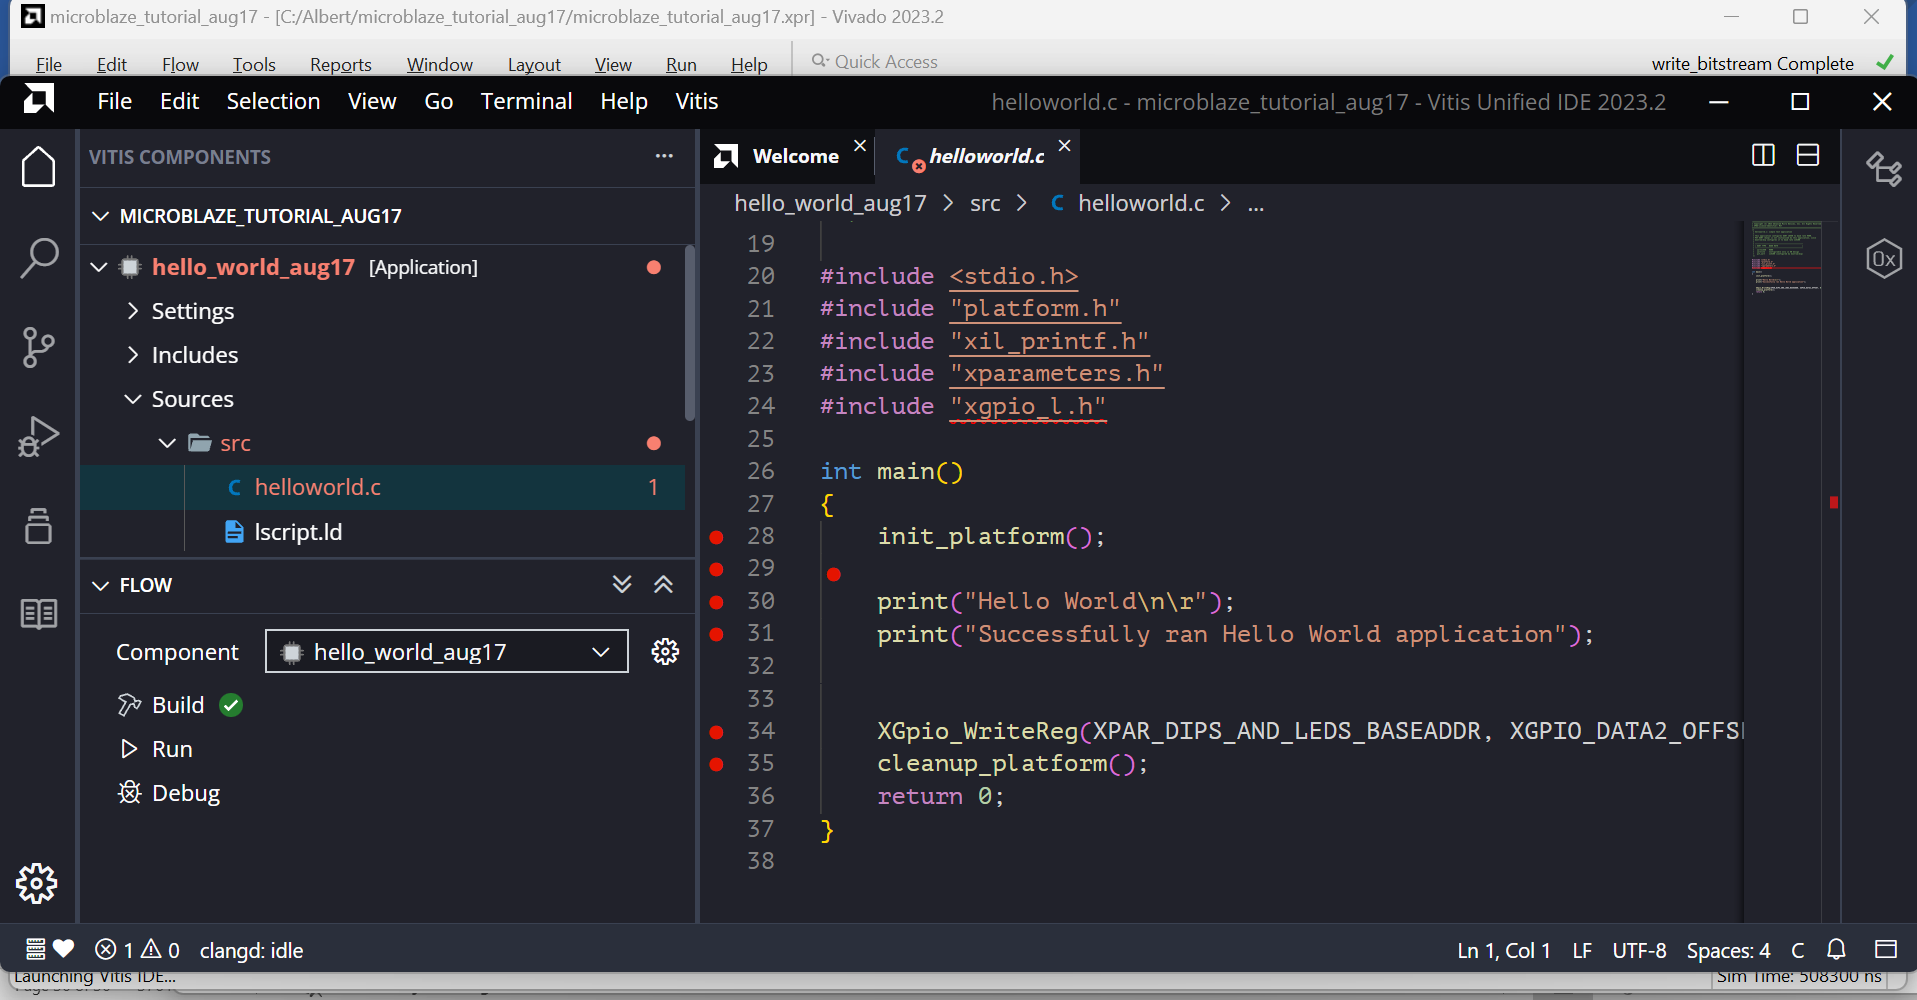 microblaze_tutorial_aug17 - [C:/Albert/microblaze_tutorial_aug17/microblaze_tutorial_aug17.xpr] - Vivado 2023.2
File Edit Flow Tools Reports Window Layout View Run Help Quick Access write_bitstream Complete
File Edit Selection View Go Terminal Help Vitis helloworld.c - microblaze_tutorial_aug17 - Vitis Unified IDE 2023.2
VITIS COMPONENTS
MICROBLAZE_TUTORIAL_AUG17
hello_world_aug17 [Application]
Settings
Includes
Sources
src
C helloworld.c 1
lscript.ld
FLOW
Component hello_world_aug17
Build
Run
Debug
Welcome C helloworld.c
hello_world_aug17 > src > C helloworld.c > ...
19
20 #include <stdio.h>
21 #include "platform.h"
22 #include "xil_printf.h"
23 #include "xparameters.h"
24 #include "xgpio_l.h"
25
26 int main()
27 {
28 init_platform();
29
30 print("Hello World\n\r");
31 print("Successfully ran Hello World application");
32
33
34 XGpio_WriteReg(XPAR_DIPS_AND_LEDS_BASEADDR, XGPIO_DATA2_OFFS
35 cleanup_platform();
36 return 0;
37 }
38
0x
1 0 clangd: idle Ln 1, Col 1 LF UTF-8 Spaces: 4 C
Launching Vitis IDE... Sim Time: 508300 ns